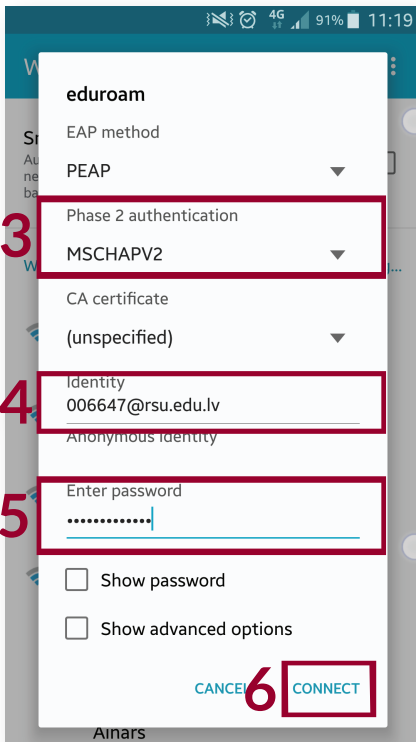 4G 91% 11:19
W
eduroam
EAP method
PEAP
3
Phase 2 authentication
MSCHAPV2
CA certificate
(unspecified)
4
Identity
006647@rsu.edu.lv
Anonymous identity
5
Enter password
•••••••••••••
Show password
Show advanced options
CANCEL 6 CONNECT
Ainars